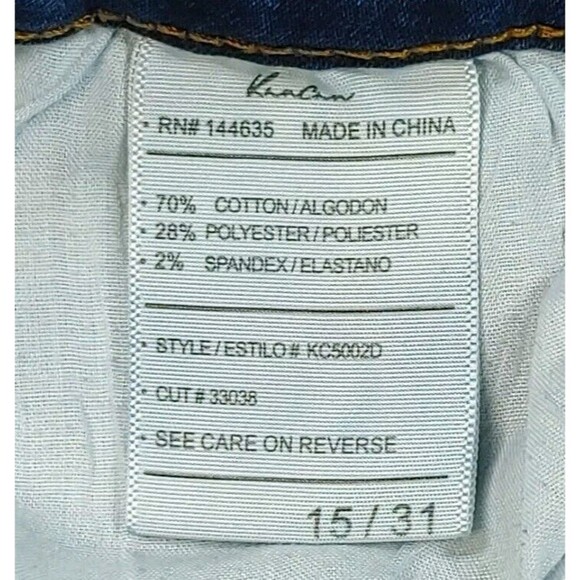 KanCan
· RN# 144635 MADE IN CHINA
· 70% COTTON/ALGODON
· 28% POLYESTER/POLIESTER
· 2% SPANDEX/ELASTANO
· STYLE/ESTILO# KC5002D
· CUT# 33038
· SEE CARE ON REVERSE
15 / 31